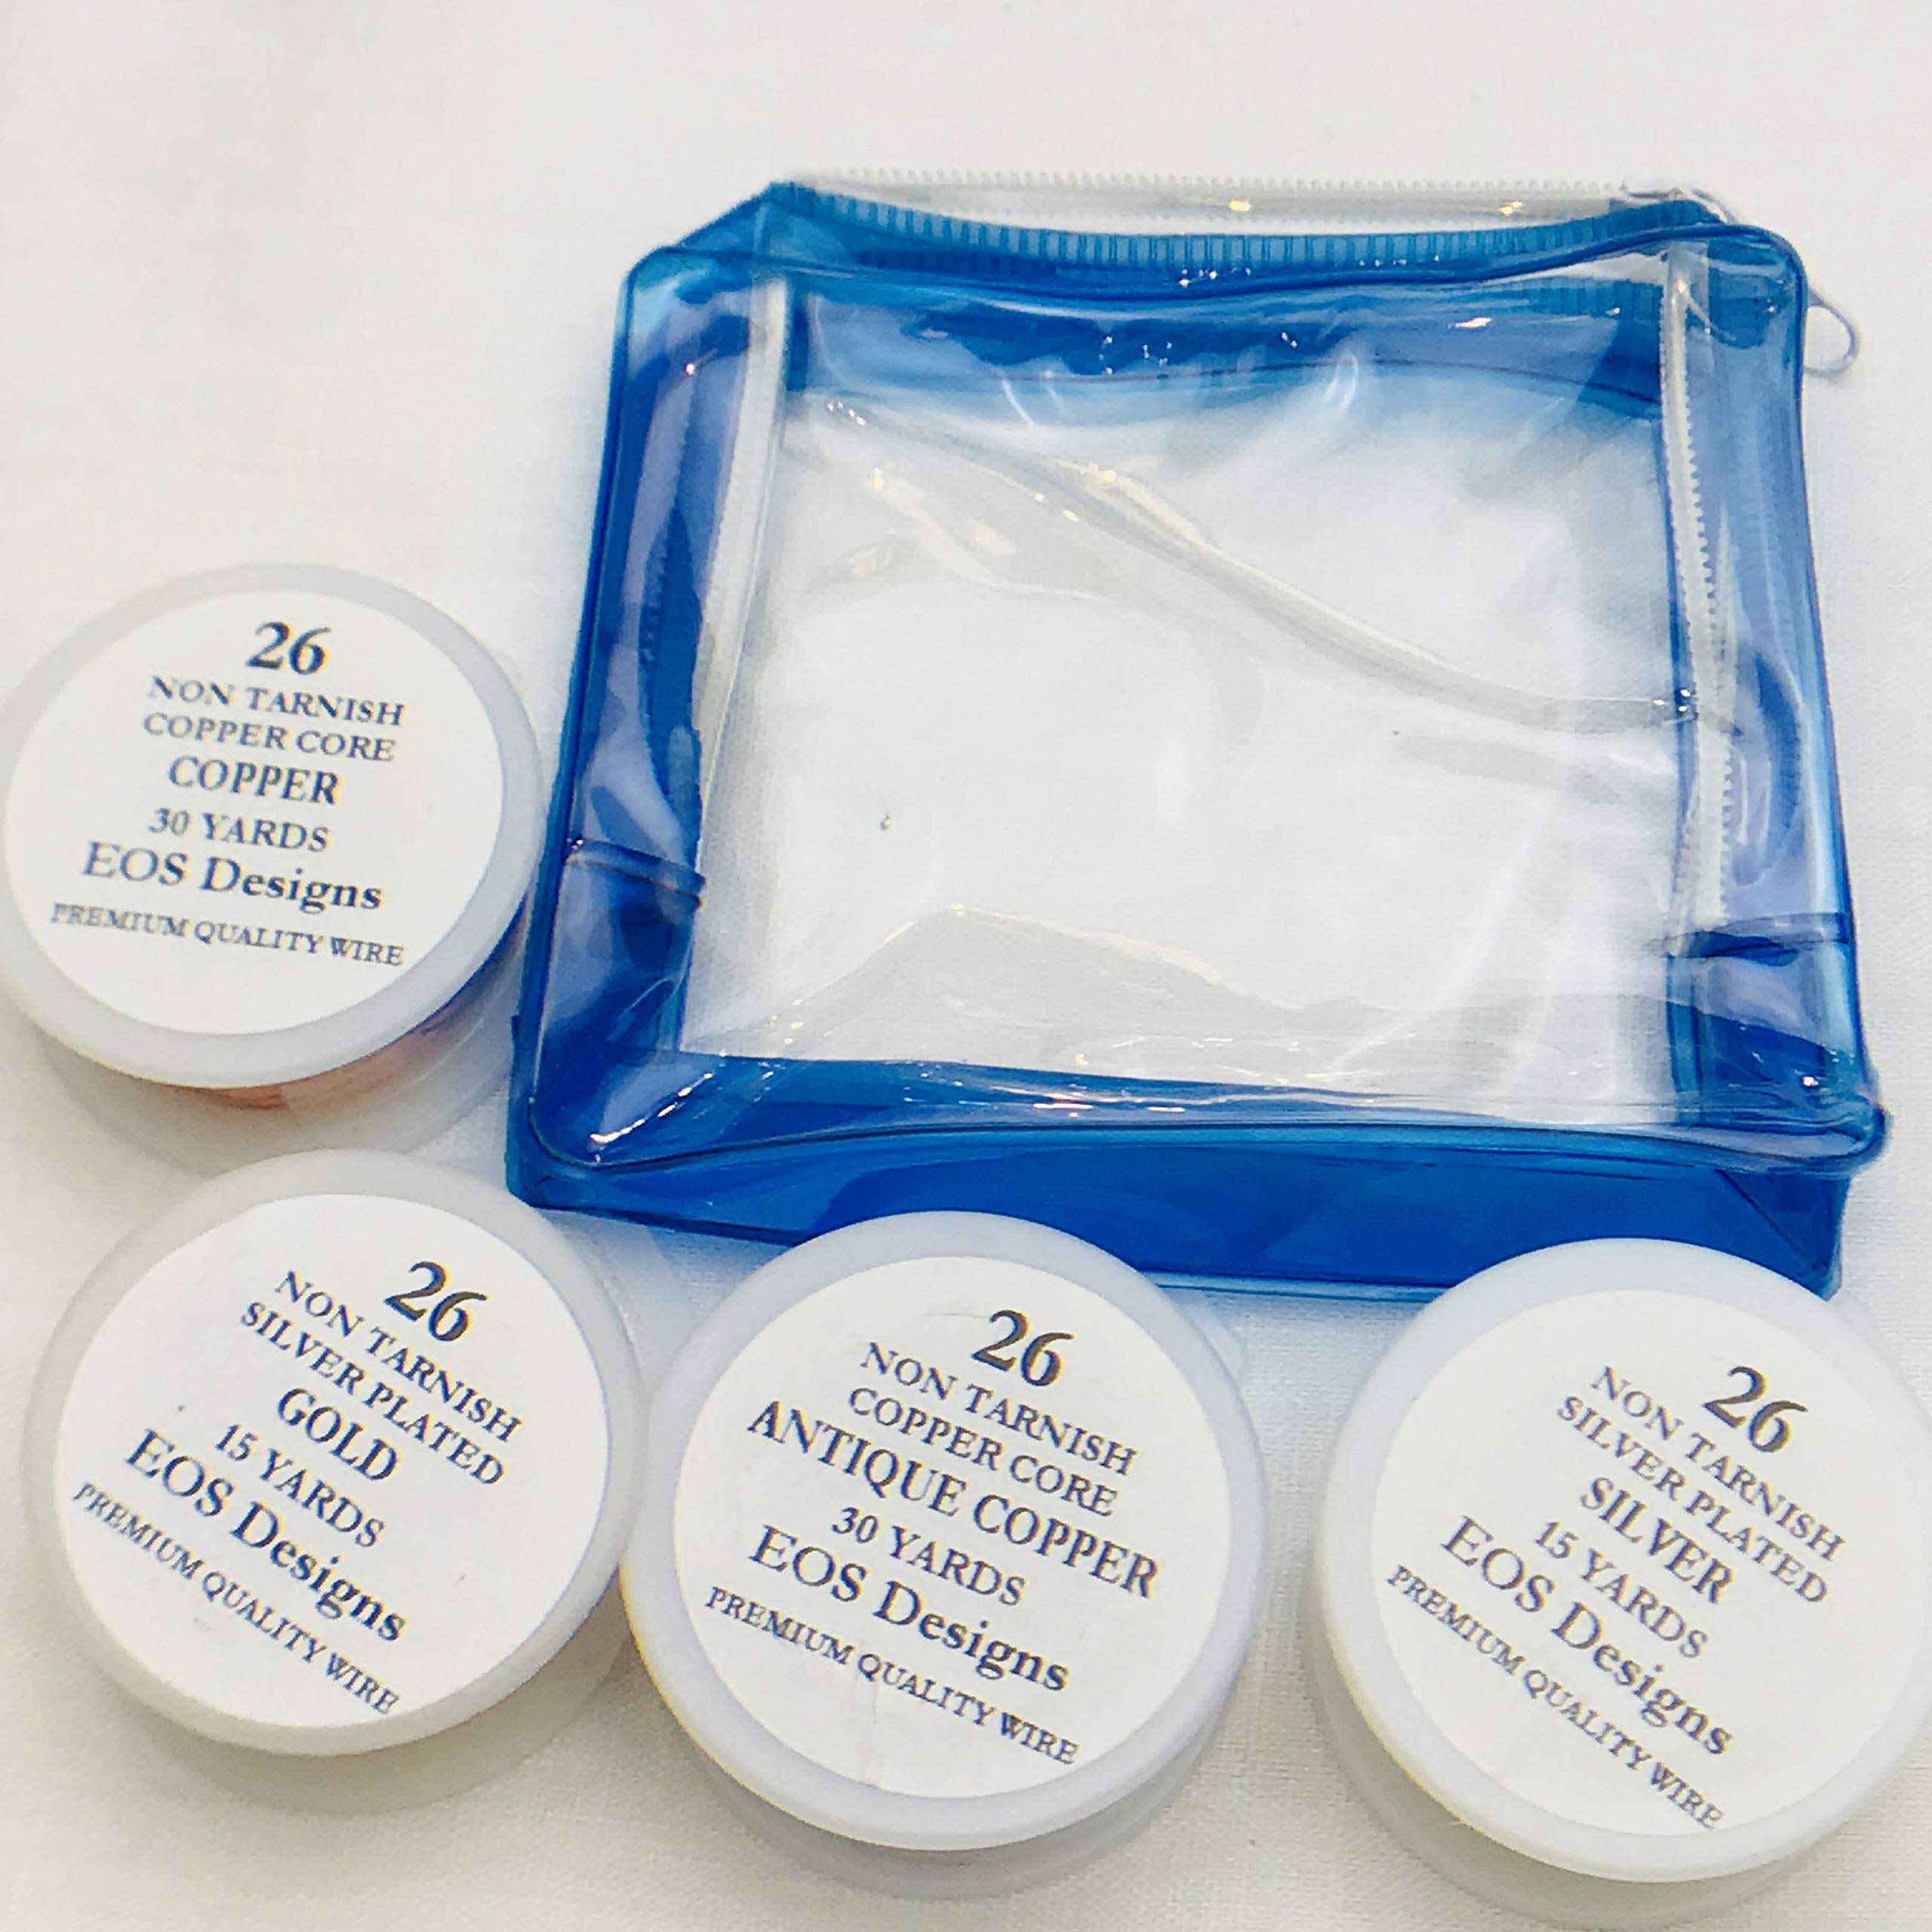 26
NON TARNISH
COPPER CORE
COPPER
30 YARDS
EOS Designs
PREMIUM QUALITY WIRE
26
NON TARNISH
SILVER PLATED
GOLD
15 YARDS
EOS Designs
PREMIUM QUALITY WIRE
26
NON TARNISH
COPPER CORE
ANTIQUE COPPER
30 YARDS
EOS Designs
PREMIUM QUALITY WIRE
26
NON TARNISH
SILVER PLATED
SILVER
15 YARDS
EOS Designs
PREMIUM QUALITY WIRE